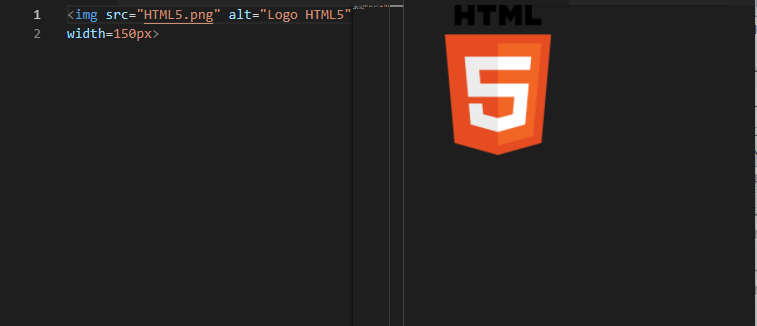 1 <img src="HTML5.png" alt="Logo HTML5"
2 width=150px>
HTML
5